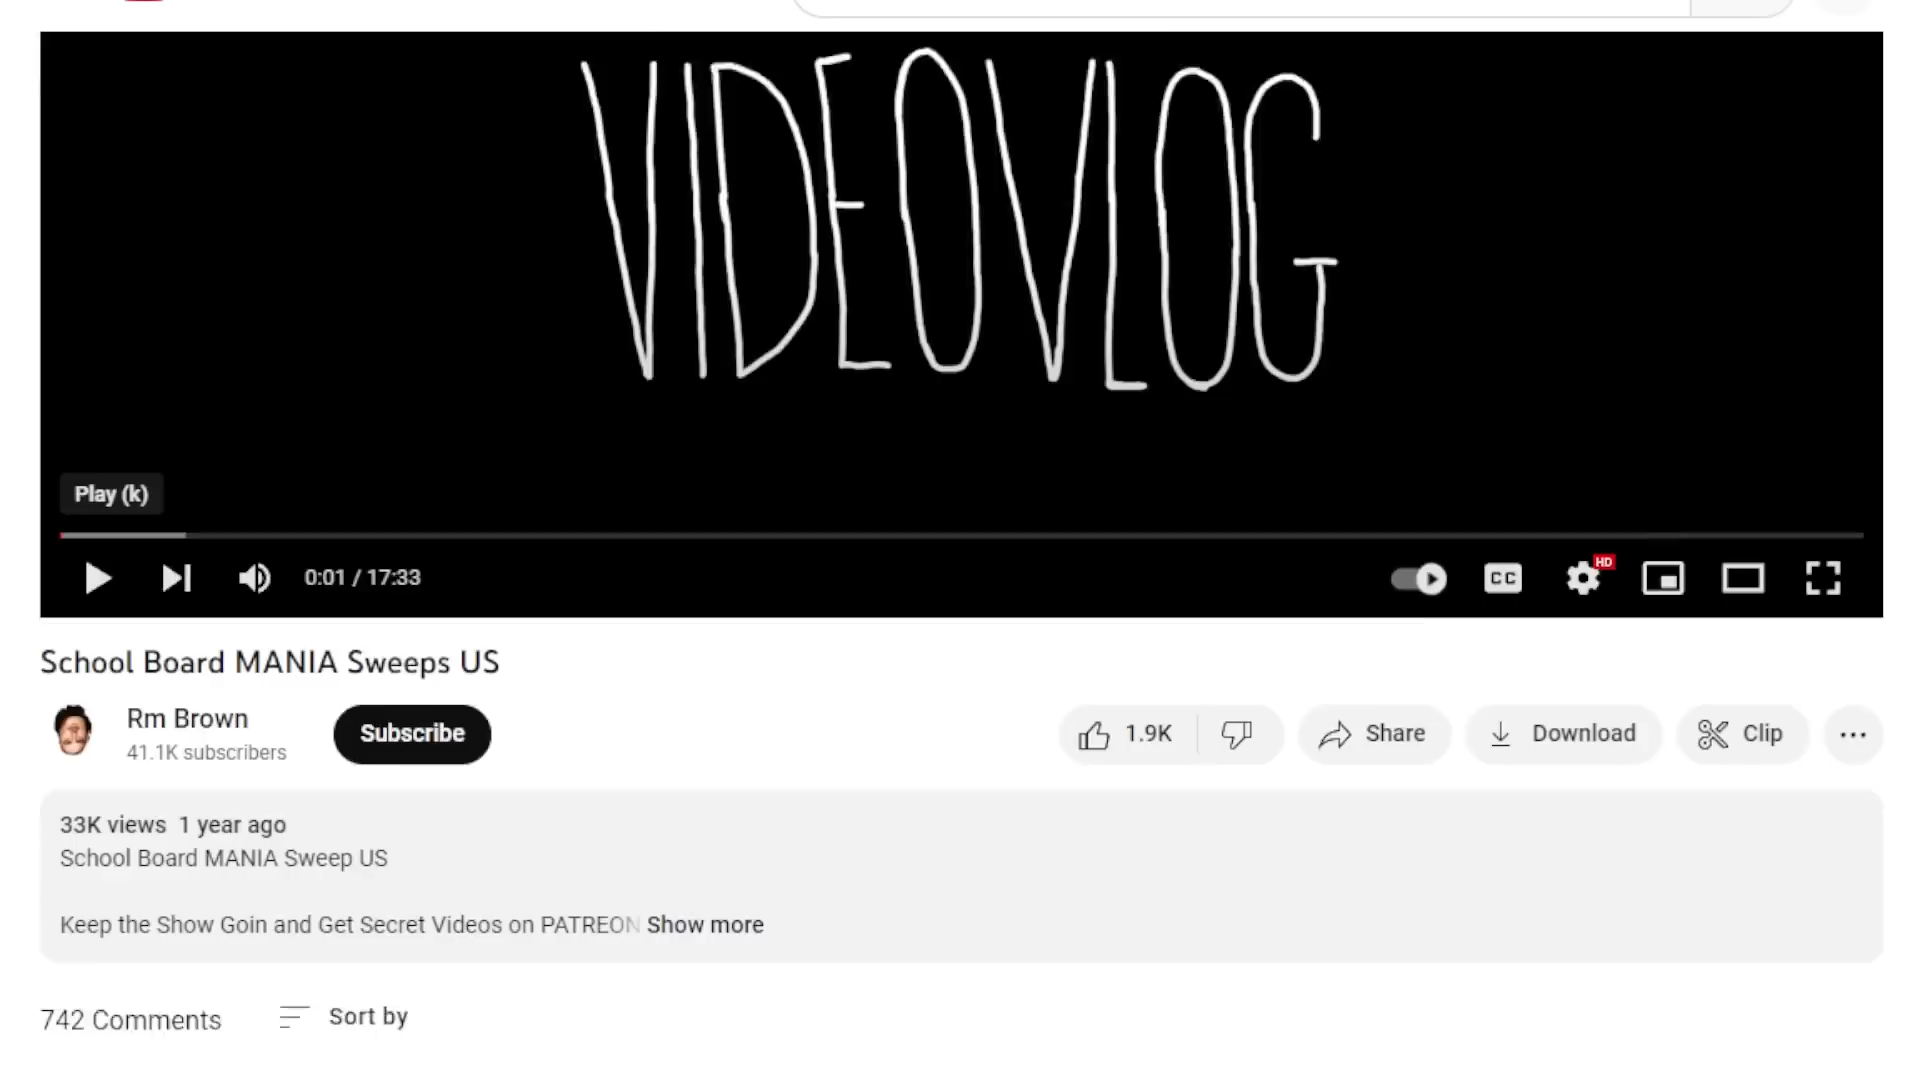 VIDEOVLOG
Play (k)
0:01 / 17:33
CC
HD
School Board MANIA Sweeps US
Rm Brown
41.1K subscribers
Subscribe
1.9K
Share
Download
Clip
33K views 1 year ago
School Board MANIA Sweep US
Keep the Show Goin and Get Secret Videos on PATREON Show more
742 Comments
Sort by